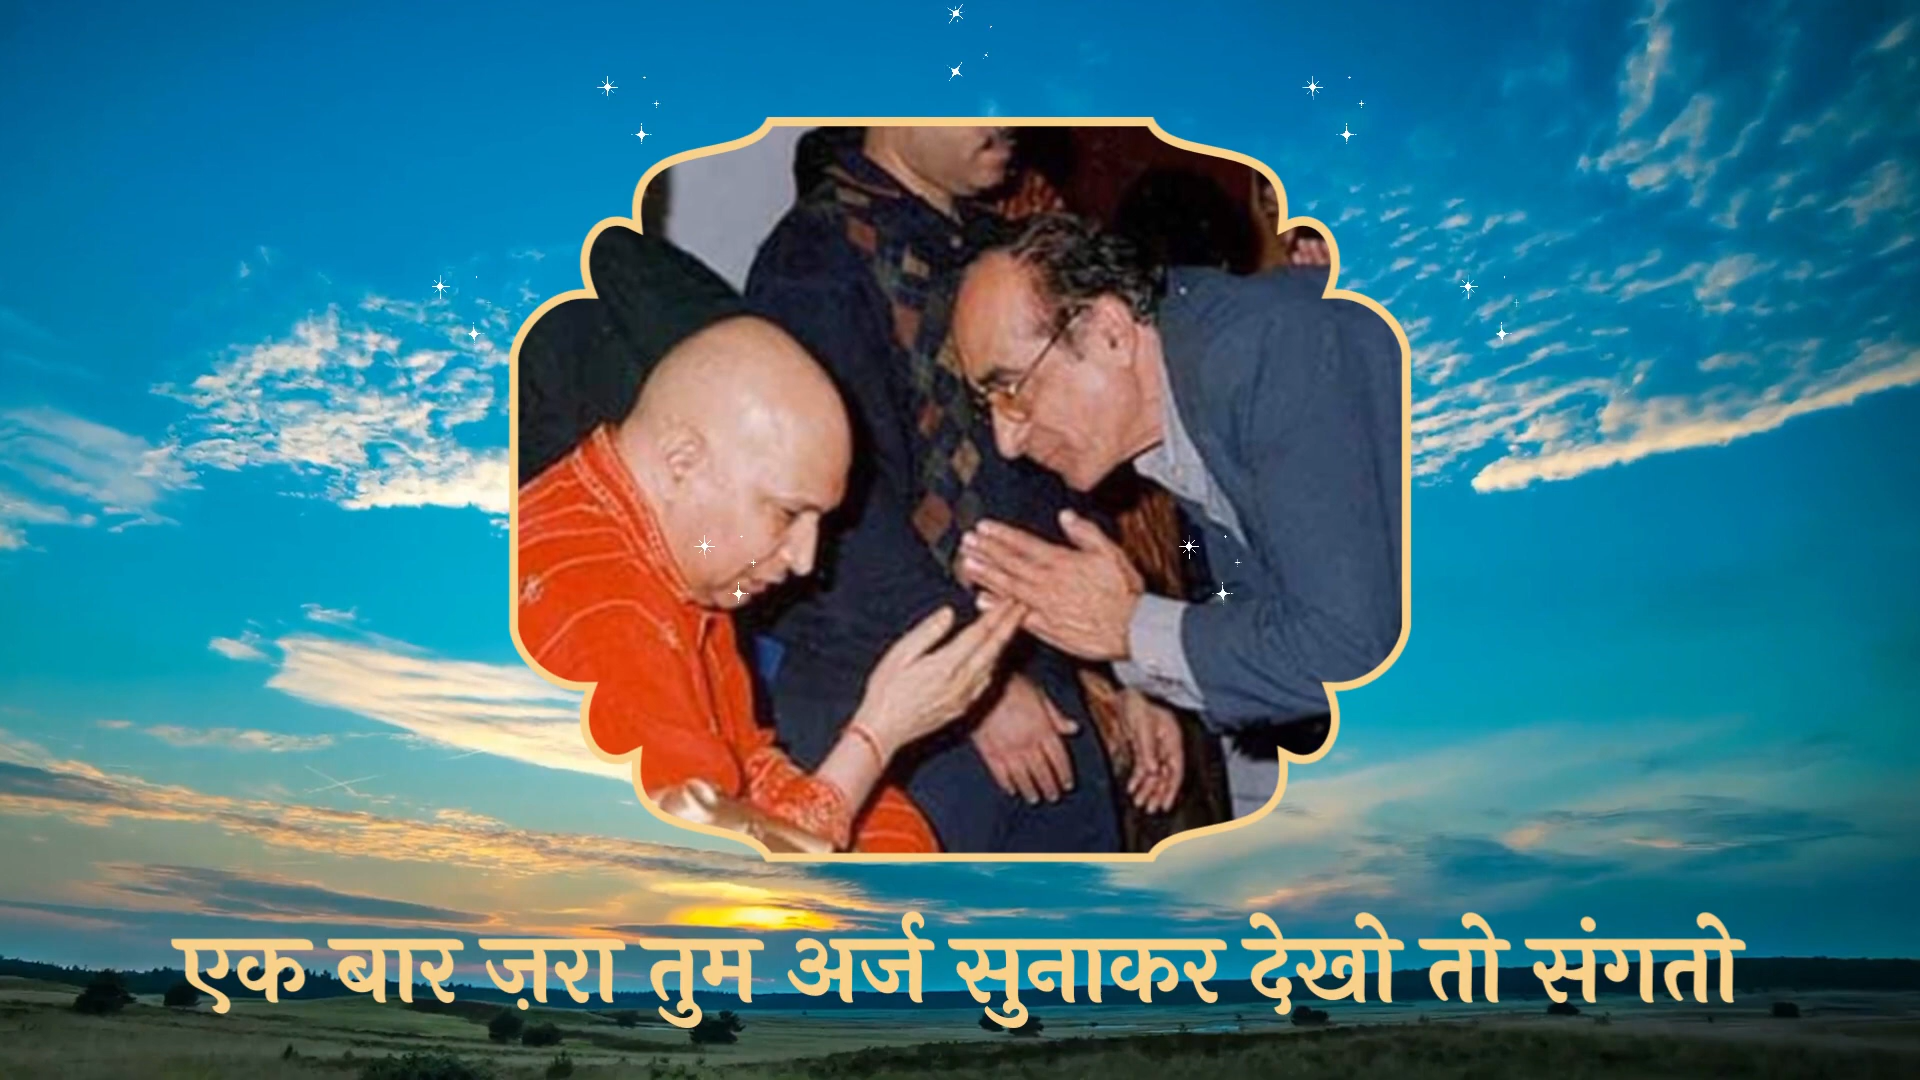 एक बार ज़रा तुम अर्ज सुनाकर देखो तो संगतो